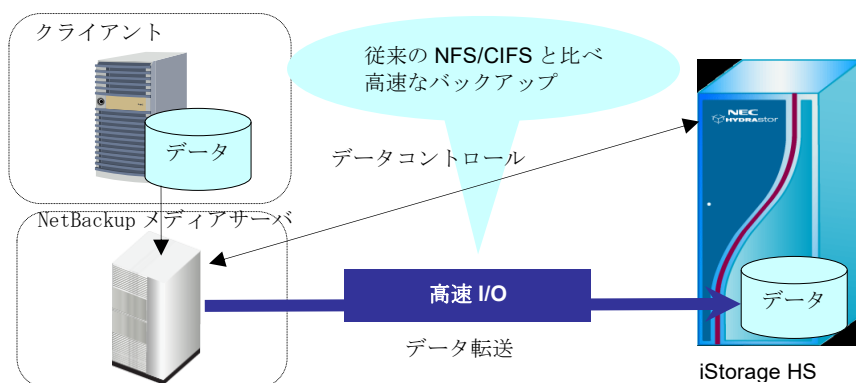 クライアント
従来の NFS/CIFS と比べ
高速なバックアップ
NEC
HYDRAstor
データ
データコントロール
NetBackup メディアサーバ
高速 I/O
データ
データ転送
iStorage HS